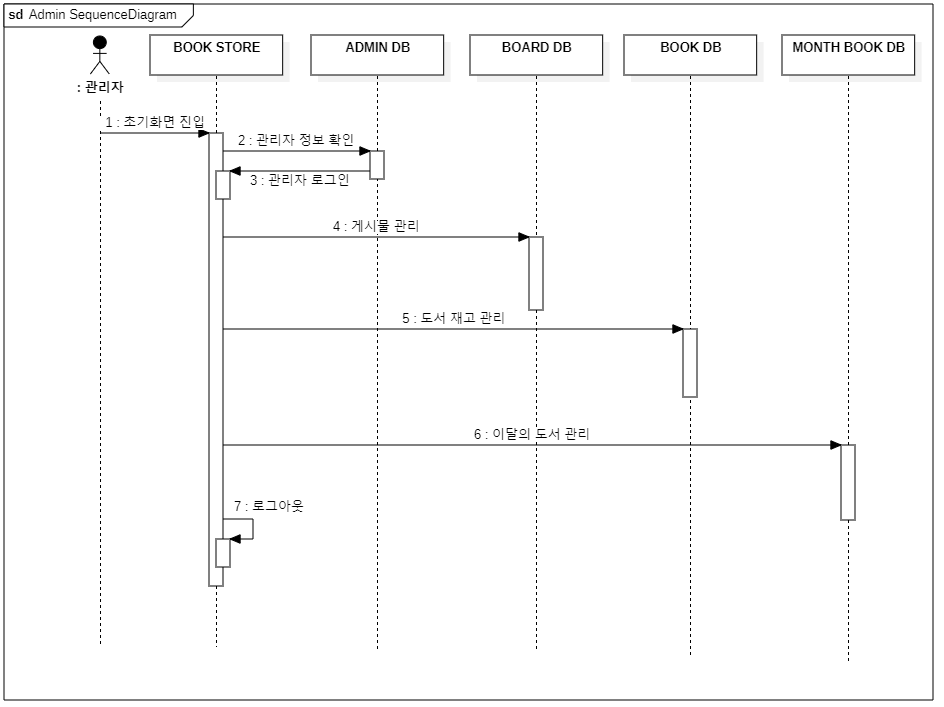 sd Admin SequenceDiagram
BOOK STORE
ADMIN DB
BOARD DB
BOOK DB
MONTH BOOK DB
: 관리자
1 : 초기화면 진입
2 : 관리자 정보 확인
3 : 관리자 로그인
4 : 게시물 관리
5 : 도서 재고 관리
6 : 이달의 도서 관리
7 : 로그아웃